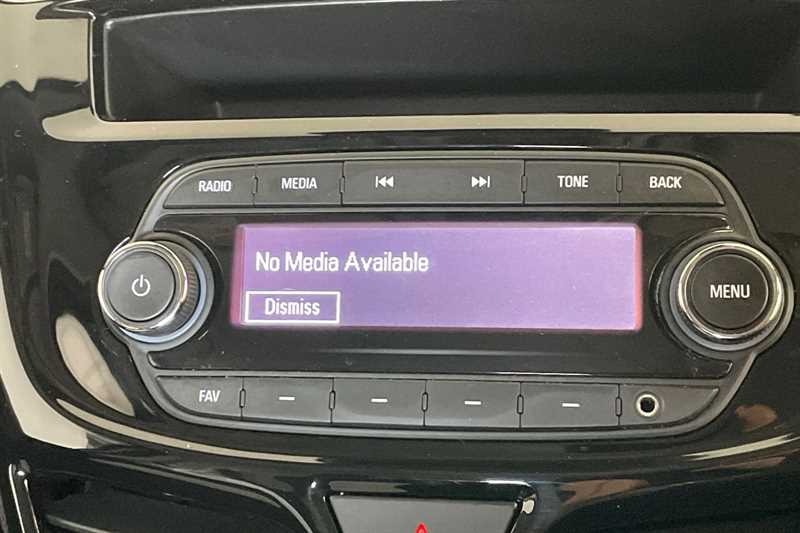 RADIO MEDIA TONE BACK
No Media Available
Dismiss
MENU
FAV